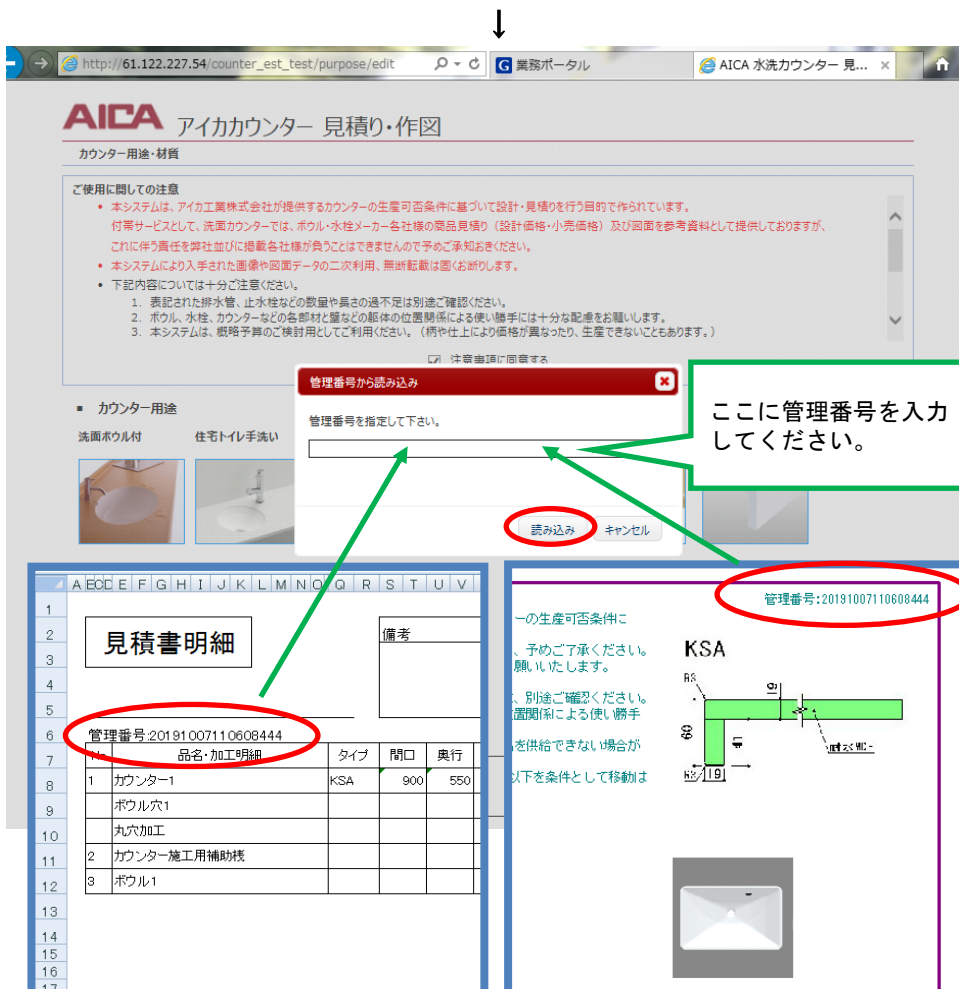 ↓
http://61.122.227.54/counter_est_test/purpose/edit
G 業務ポータル
AICA 水洗カウンター 見... ×
AICA アイカカウンター 見積り・作図
カウンター用途・材質
ご使用に関しての注意
• 本システムは、アイカ工業株式会社が提供するカウンターの生産可否条件に基づいて設計・見積りを行う目的で作られています。
付帯サービスとして、洗面カウンターでは、ボウル・水栓メーカー各社様の商品見積り（設計価格・小売価格）及び図面を参考資料として提供しておりますが、
これに伴う責任を弊社並びに掲載各社様が負うことはできませんので予めご承知おきください。
• 本システムにより入手された画像や図面データの二次利用、無断転載は固くお断りします。
• 下記内容については十分ご注意ください。
1. 表記された排水管、止水栓などの数量や長さの過不足は別途ご確認ください。
2. ボウル、水栓、カウンターなどの各部材と壁などの躯体の位置関係による使い勝手には十分な配慮をお願いします。
3. 本システムは、概略予算のご検討用としてご利用ください。（柄や仕上により価格が異なったり、生産できないこともあります。）
注意事項に同意する
管理番号から読み込み
管理番号を指定して下さい。
読み込み
キャンセル
ここに管理番号を入力
してください。
■ カウンター用途
洗面ボウル付
住宅トイレ手洗い
A B C D E F G H I J K L M N O Q R S T U V
1
2
3
4
5
6
7
8
9
10
11
12
13
14
15
16
17
見積書明細
備考
管理番号:20191007110608444
No 品名・加工明細 タイプ 間口 奥行
1 カウンター1 KSA 900 550
ボウル穴1
丸穴加工
2 カウンター施工用補助桟
3 ボウル1
管理番号:20191007110608444
ーの生産可否条件に
、予めご了承ください。
願いいたします。
、別途ご確認ください。
置関係による使い勝手
を供給できない場合が
以下を条件として移動は
KSA
R3
19
60
19